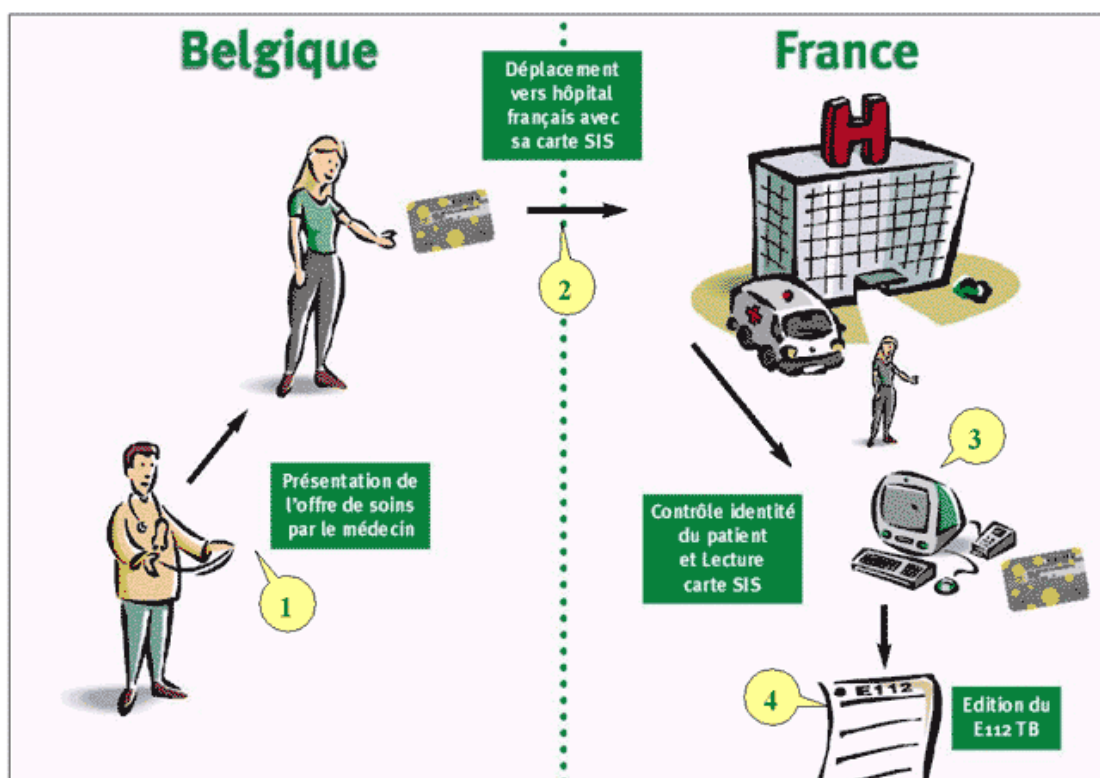 Belgique
France
Déplacement
vers hôpital
français avec
sa carte SIS
H
2
Présentation de
l'offre de soins
par le médecin
1
3
Contrôle identité
du patient
et Lecture
carte SIS
4
E112
Edition du
E112 TB